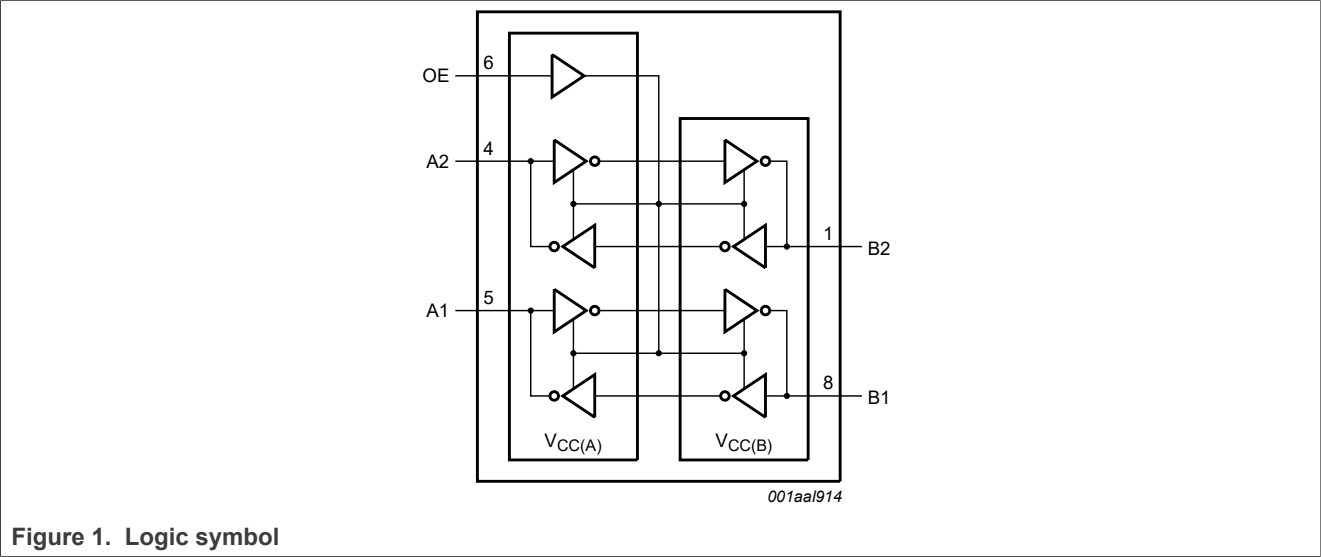 OE 6
A2 4
1 B2
A1 5
8 B1
VCC(A) VCC(B)
001aal914
Figure 1. Logic symbol